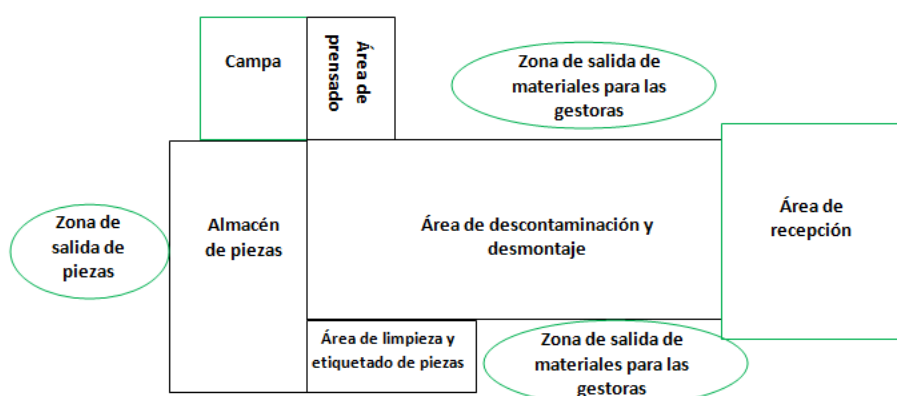 Campa
Área de
prensado
Zona de salida de
materiales para las
gestoras
Zona de
salida de
piezas
Almacén
de piezas
Área de descontaminación y
desmontaje
Área de
recepción
Área de limpieza y
etiquetado de piezas
Zona de salida de
materiales para las
gestoras